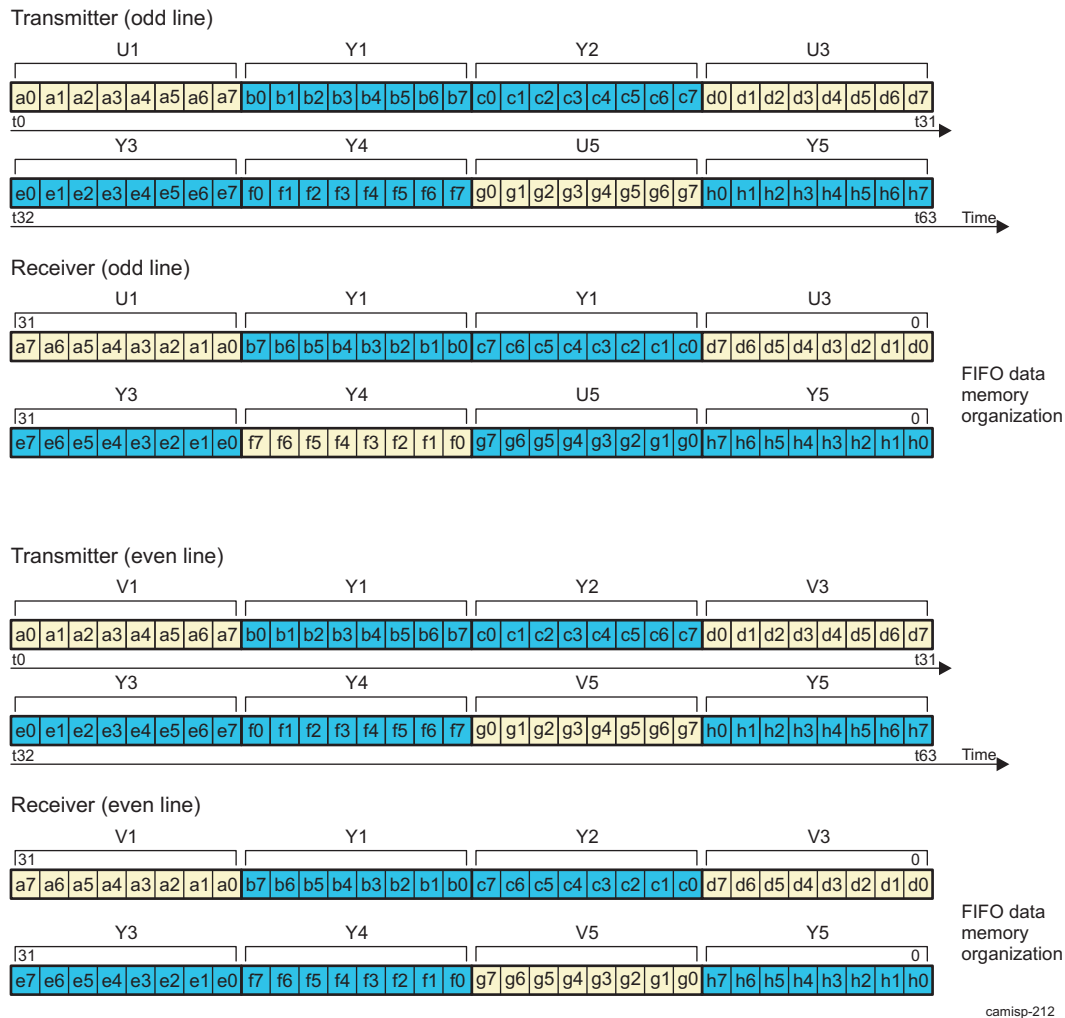 Transmitter (odd line)
U1 Y1 Y2 U3
a0 a1 a2 a3 a4 a5 a6 a7 b0 b1 b2 b3 b4 b5 b6 b7 c0 c1 c2 c3 c4 c5 c6 c7 d0 d1 d2 d3 d4 d5 d6 d7
t0 t31
Y3 Y4 U5 Y5
e0 e1 e2 e3 e4 e5 e6 e7 f0 f1 f2 f3 f4 f5 f6 f7 g0 g1 g2 g3 g4 g5 g6 g7 h0 h1 h2 h3 h4 h5 h6 h7
t32 t63 Time
Receiver (odd line)
U1 Y1 Y1 U3
31 0
a7 a6 a5 a4 a3 a2 a1 a0 b7 b6 b5 b4 b3 b2 b1 b0 c7 c6 c5 c4 c3 c2 c1 c0 d7 d6 d5 d4 d3 d2 d1 d0
FIFO data
memory
organization
Y3 Y4 U5 Y5
31 0
e7 e6 e5 e4 e3 e2 e1 e0 f7 f6 f5 f4 f3 f2 f1 f0 g7 g6 g5 g4 g3 g2 g1 g0 h7 h6 h5 h4 h3 h2 h1 h0
Transmitter (even line)
V1 Y1 Y2 V3
a0 a1 a2 a3 a4 a5 a6 a7 b0 b1 b2 b3 b4 b5 b6 b7 c0 c1 c2 c3 c4 c5 c6 c7 d0 d1 d2 d3 d4 d5 d6 d7
t0 t31
Y3 Y4 V5 Y5
e0 e1 e2 e3 e4 e5 e6 e7 f0 f1 f2 f3 f4 f5 f6 f7 g0 g1 g2 g3 g4 g5 g6 g7 h0 h1 h2 h3 h4 h5 h6 h7
t32 t63 Time
Receiver (even line)
V1 Y1 Y2 V3
31 0
a7 a6 a5 a4 a3 a2 a1 a0 b7 b6 b5 b4 b3 b2 b1 b0 c7 c6 c5 c4 c3 c2 c1 c0 d7 d6 d5 d4 d3 d2 d1 d0
FIFO data
memory
organization
Y3 Y4 V5 Y5
31 0
e7 e6 e5 e4 e3 e2 e1 e0 f7 f6 f5 f4 f3 f2 f1 f0 g7 g6 g5 g4 g3 g2 g1 g0 h7 h6 h5 h4 h3 h2 h1 h0
camisp-212